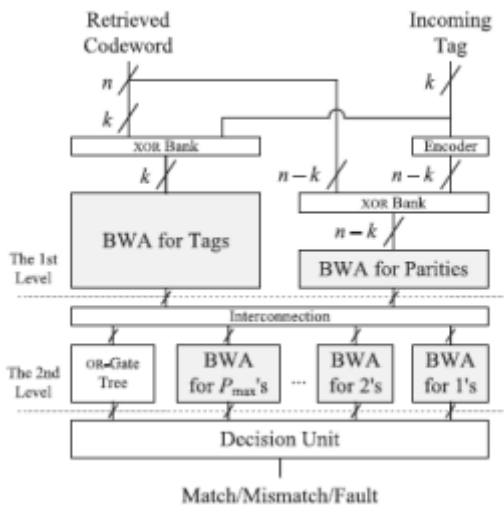 Retrieved
Codeword
Incoming
Tag
n
k
k
XOR Bank
Encoder
k
n – k
n – k
XOR Bank
n – k
BWA for Tags
BWA for Parities
The 1st
Level
Interconnection
The 2nd
Level
OR-Gate
Tree
BWA
for Pmax's
...
BWA
for 2's
BWA
for 1's
Decision Unit
Match/Mismatch/Fault